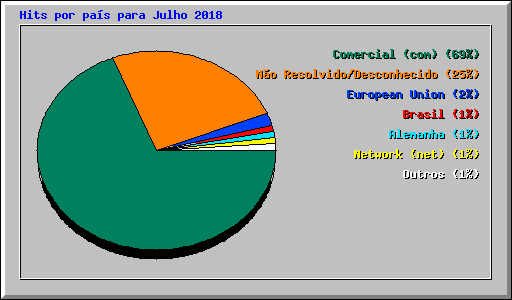 Hits por país para Julho 2018
Comercial (com) (69%)
Não Resolvido/Desconhecido (25%)
European Union (2%)
Brasil (1%)
Alemanha (1%)
Network (net) (1%)
Outros (1%)